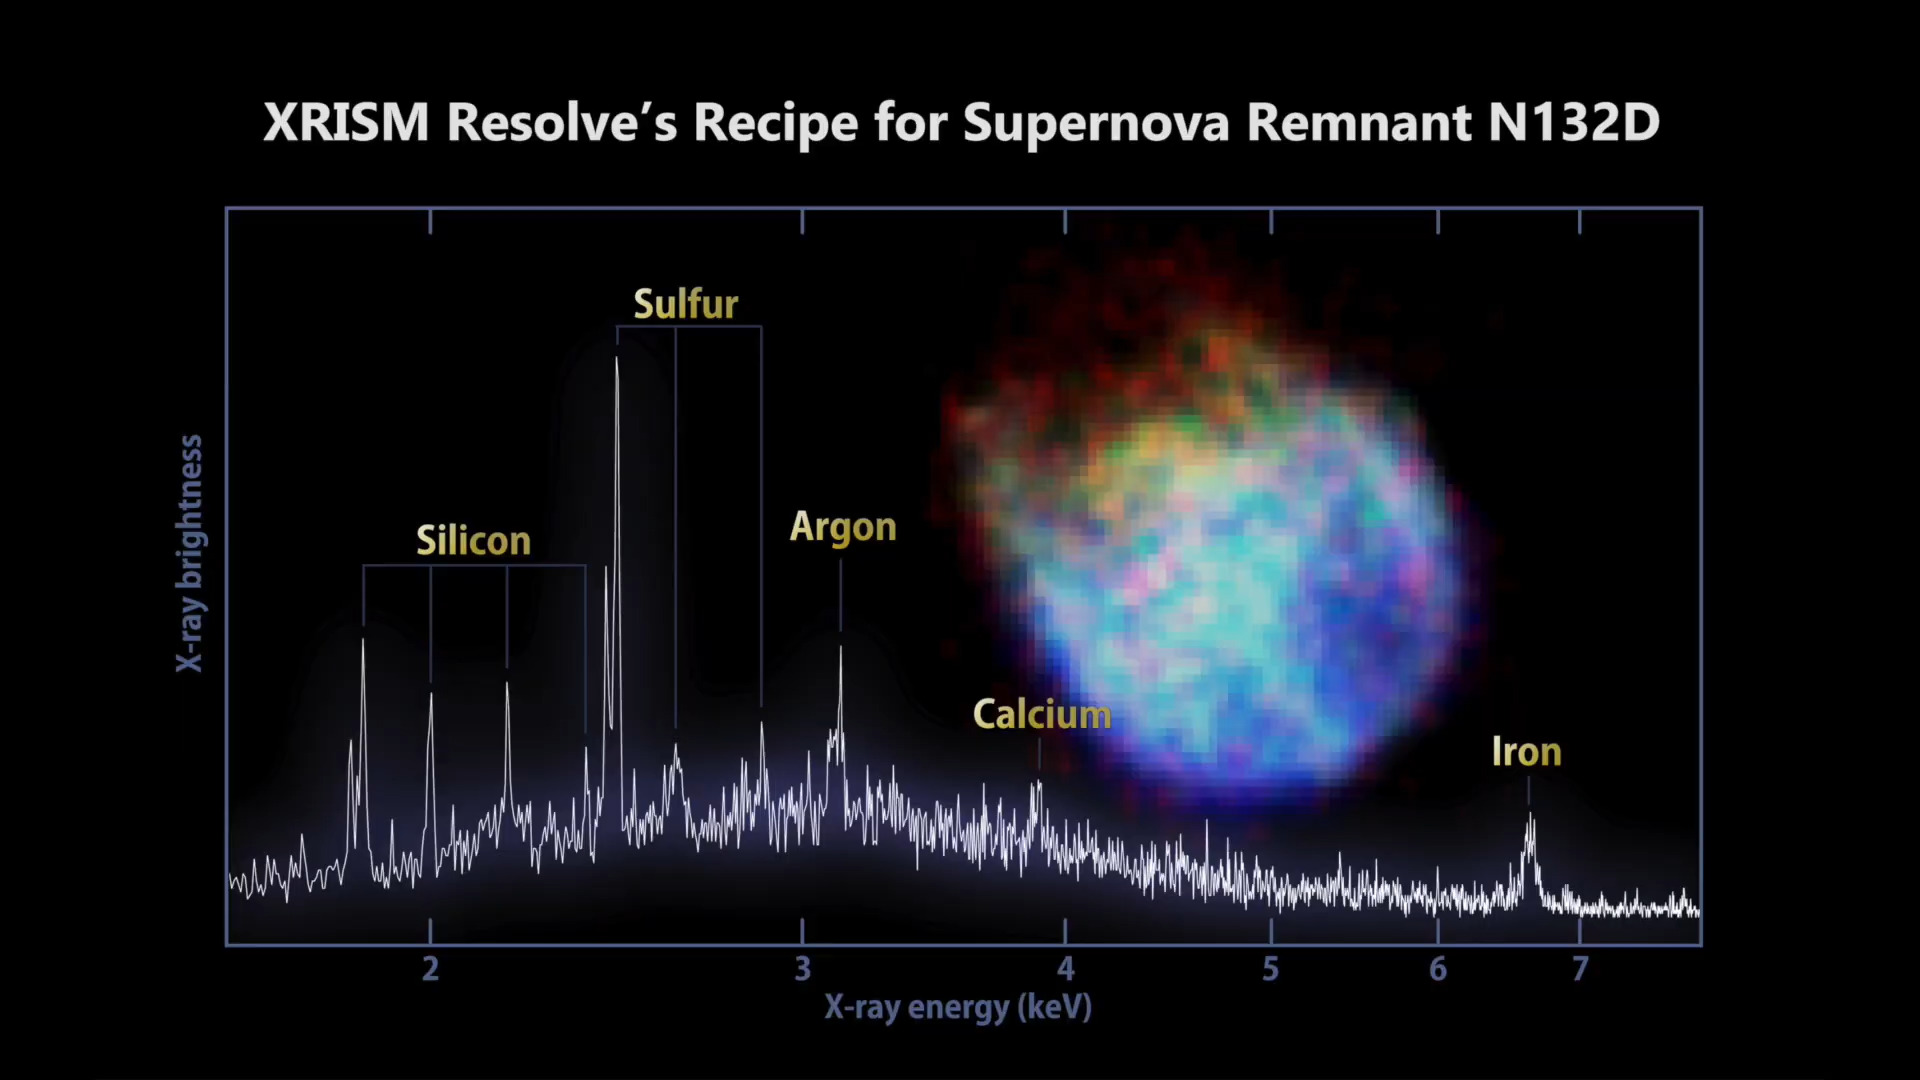 XRISM Resolve’s Recipe for Supernova Remnant N132D
Sulfur
Silicon
Argon
Calcium
Iron
X-ray brightness
2 3 4 5 6 7
X-ray energy (keV)